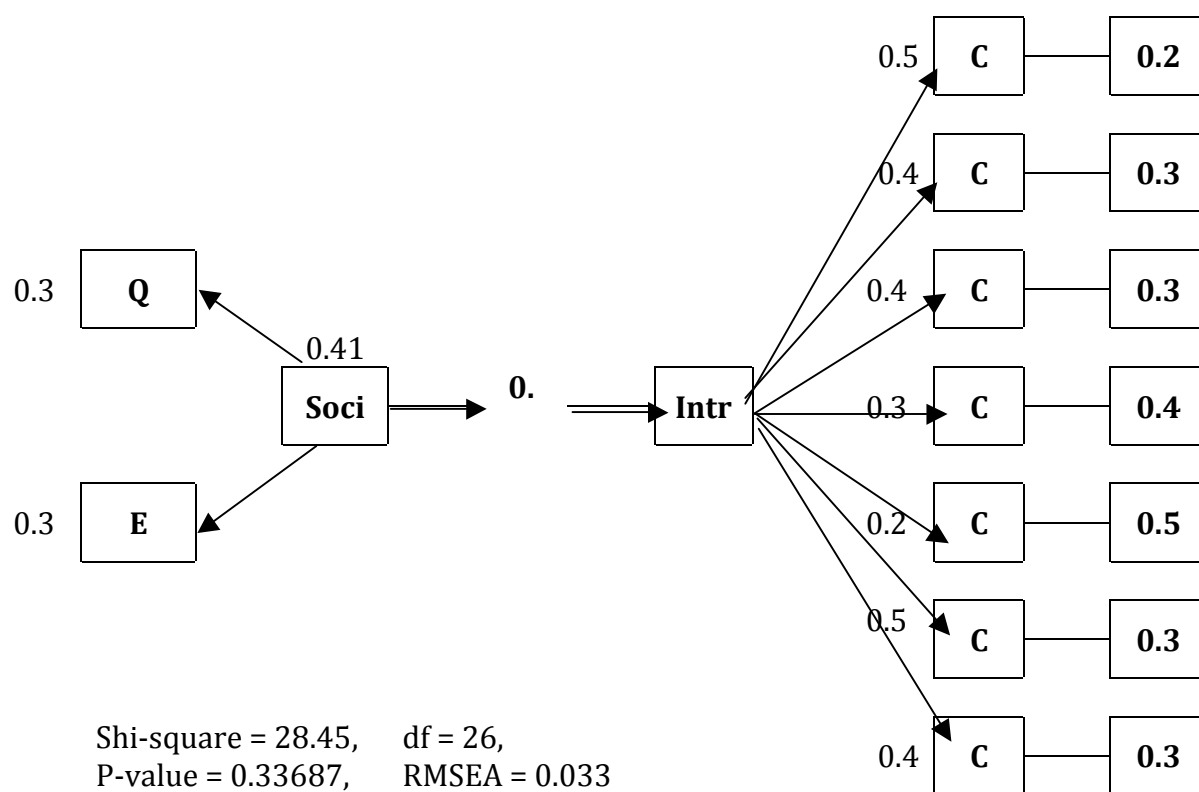 0.5 C 0.2
0.4 C 0.3
0.3 Q 0.4 C 0.3
0.41
Soci 0. Intr 0.3 C 0.4
0.3 E 0.2 C 0.5
0.5 C 0.3
Shi-square = 28.45, df = 26,
P-value = 0.33687, RMSEA = 0.033
0.4 C 0.3